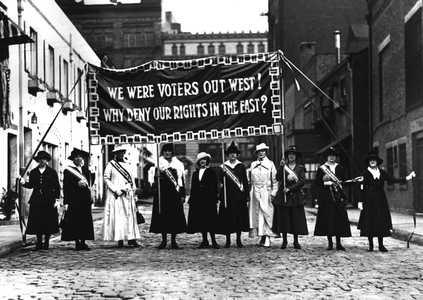 WE WERE VOTERS OUT WEST!
WHY DENY OUR RIGHTS IN THE EAST?